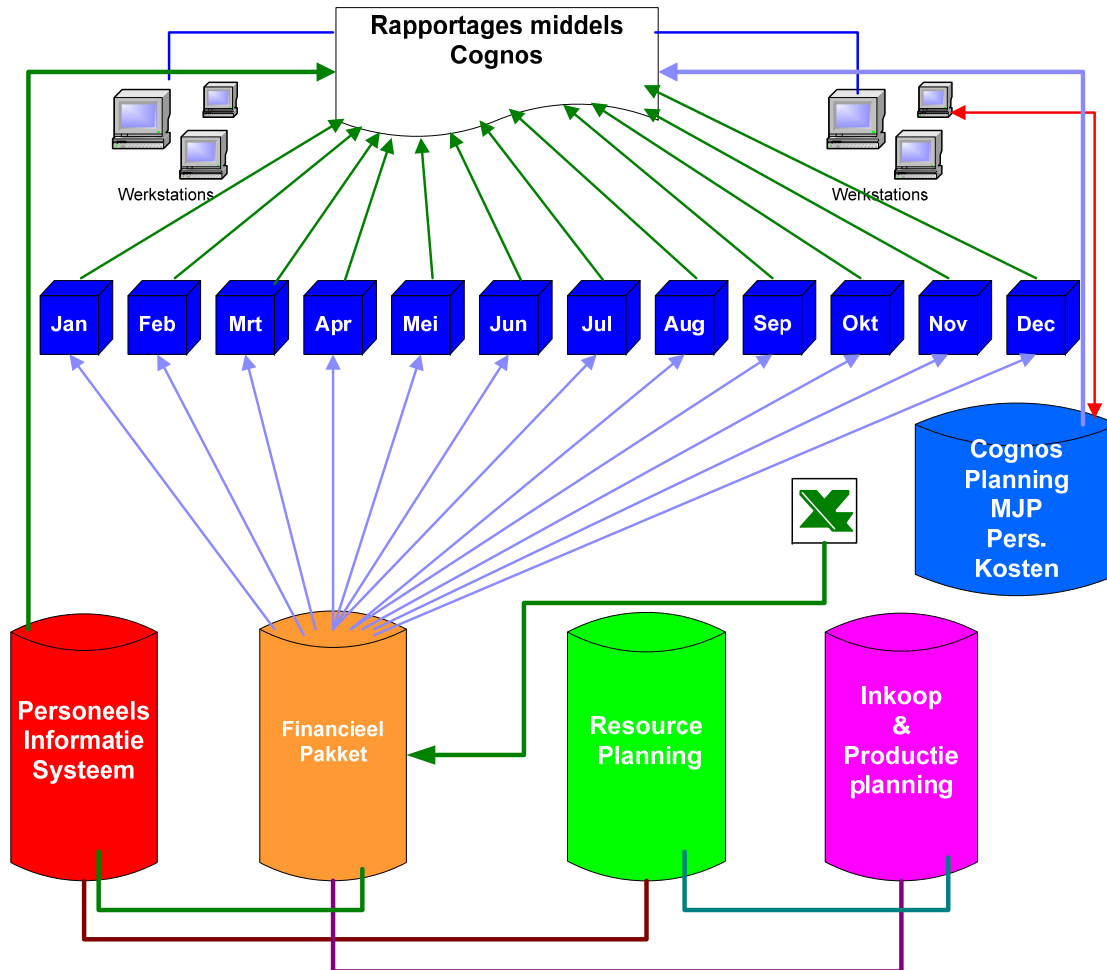 Rapportages middels
Cognos
Werkstations
Werkstations
Jan
Feb
Mrt
Apr
Mei
Jun
Jul
Aug
Sep
Okt
Nov
Dec
Cognos
Planning
MJP
Pers.
Kosten
Personeels
Informatie
Systeem
Financieel
Pakket
Resource
Planning
Inkoop
&
Productie
planning